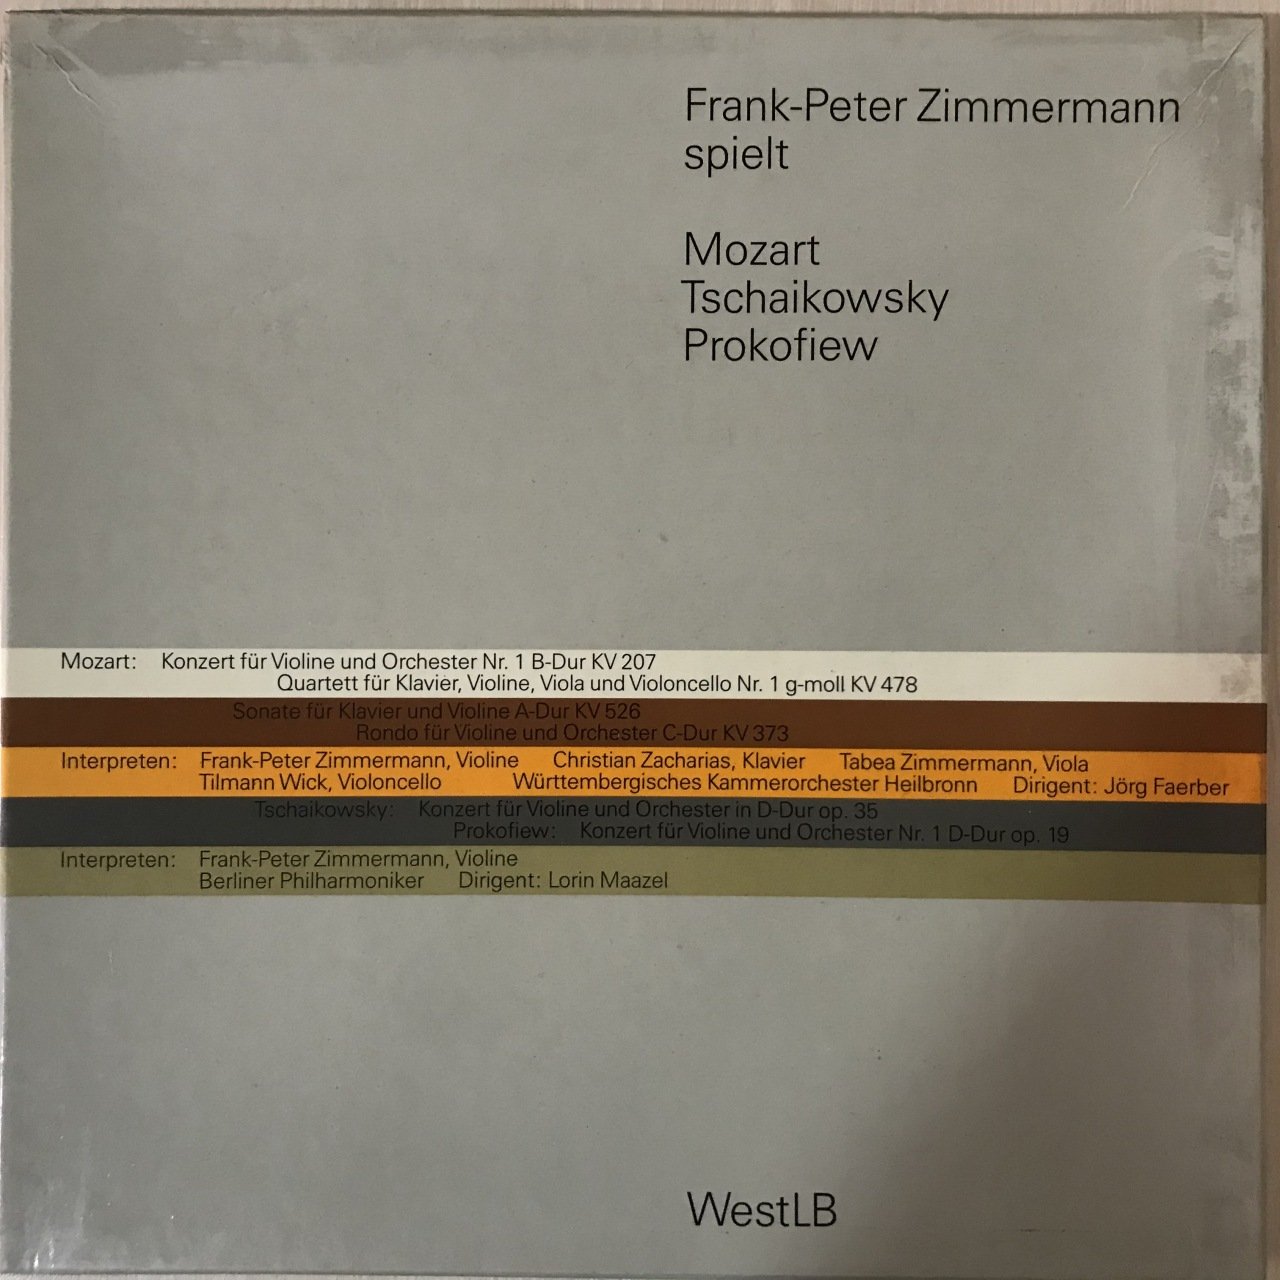 Frank-Peter Zimmermann
spielt
Mozart
Tschaikowsky
Prokofiew
Mozart: Konzert für Violine und Orchester Nr. 1 B-Dur KV 207
Quartett für Klavier, Violine, Viola und Violoncello Nr. 1 g-moll KV 478
Sonate für Klavier und Violine A-Dur KV 526
Rondo für Violine und Orchester C-Dur KV 373
Interpreten: Frank-Peter Zimmermann, Violine Christian Zacharias, Klavier Tabea Zimmermann, Viola
Tilmann Wick, Violoncello Württembergisches Kammerorchester Heilbronn Dirigent: Jörg Faerber
Tschaikowsky: Konzert für Violine und Orchester in D-Dur op. 35
Prokofiew: Konzert für Violine und Orchester Nr. 1 D-Dur op. 19
Interpreten: Frank-Peter Zimmermann, Violine
Berliner Philharmoniker Dirigent: Lorin Maazel
WestLB